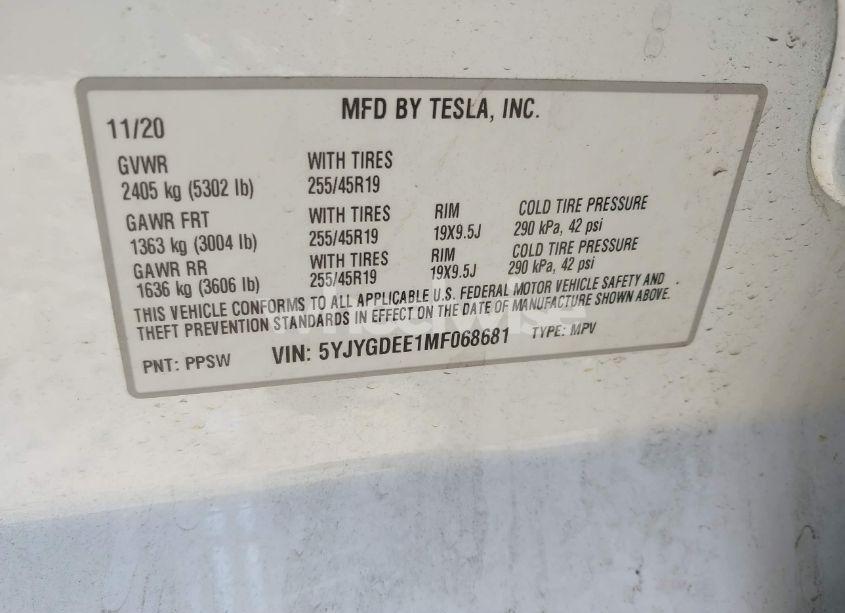 MFD BY TESLA, INC.
11/20
GVWR WITH TIRES
2405 kg (5302 lb) 255/45R19
GAWR FRT WITH TIRES RIM COLD TIRE PRESSURE
1363 kg (3004 lb) 255/45R19 19X9.5J 290 kPa, 42 psi
GAWR RR WITH TIRES RIM COLD TIRE PRESSURE
1636 kg (3606 lb) 255/45R19 19X9.5J 290 kPa, 42 psi
THIS VEHICLE CONFORMS TO ALL APPLICABLE U.S. FEDERAL MOTOR VEHICLE SAFETY AND
THEFT PREVENTION STANDARDS IN EFFECT ON THE DATE OF MANUFACTURE SHOWN ABOVE.
PNT: PPSW VIN: 5YJYGDEE1MF068681 TYPE: MPV